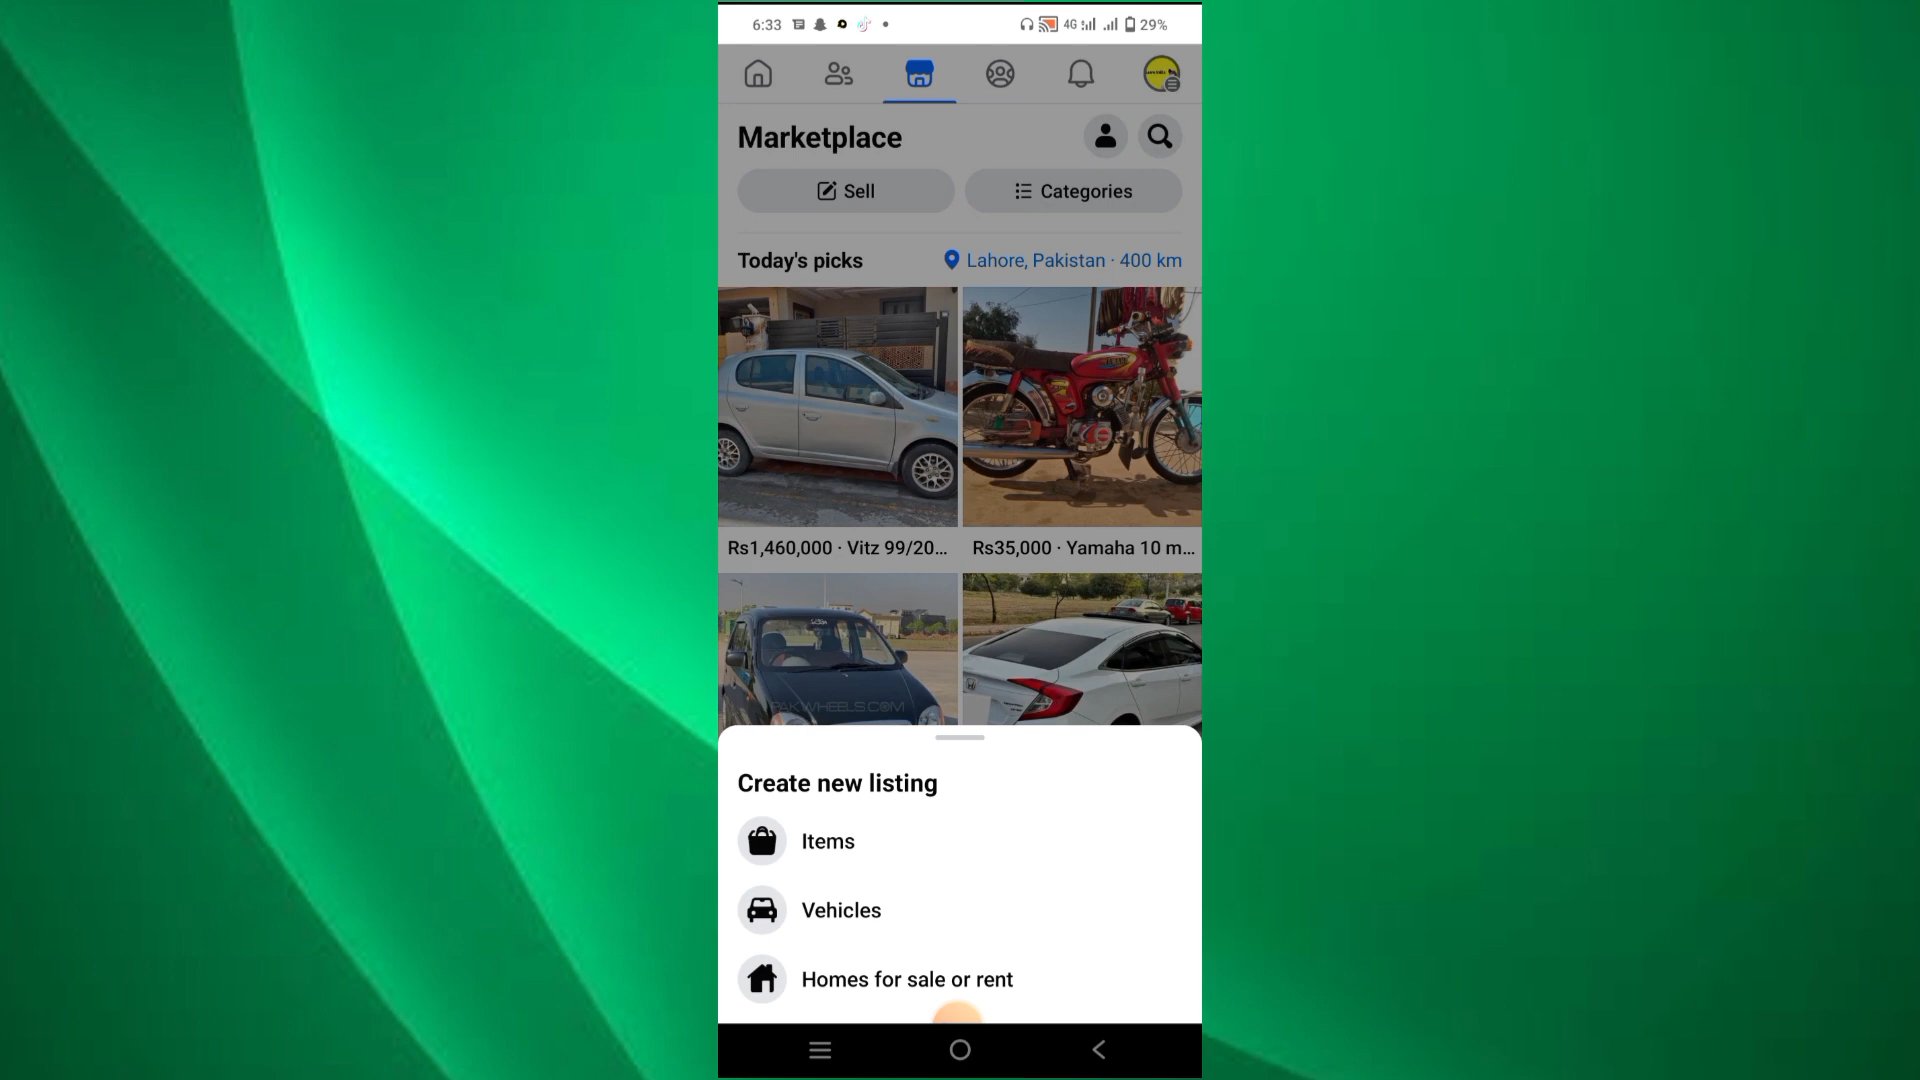 6:33
4G
29%
Marketplace
Sell
Categories
Today's picks
Lahore, Pakistan · 400 km
Rs1,460,000 · Vitz 99/20...
Rs35,000 · Yamaha 10 m...
PAKWHEELS.COM
Create new listing
Items
Vehicles
Homes for sale or rent